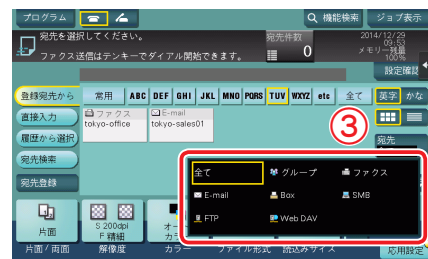 プログラム
機能検索
ジョブ表示
宛先を選択してください。
ファクス送信はテンキーでダイアル開始できます。
宛先件数
0
2014/12/29
09:53
メモリー残量
100%
設定確認
登録宛先から
常用 ABC DEF GHI JKL MNO PQRS TUV WXYZ etc 全て 英字 かな
直接入力
ファクス
tokyo-office
E-mail
tokyo-sales01
履歴から選択
宛先検索
宛先登録
宛先
③
全て グループ ファクス
E-mail Box SMB
FTP Web DAV
片面
片面/両面
S 200dpi
F 精細
解像度
カラー
ファイル形式
読込みサイズ
応用設定